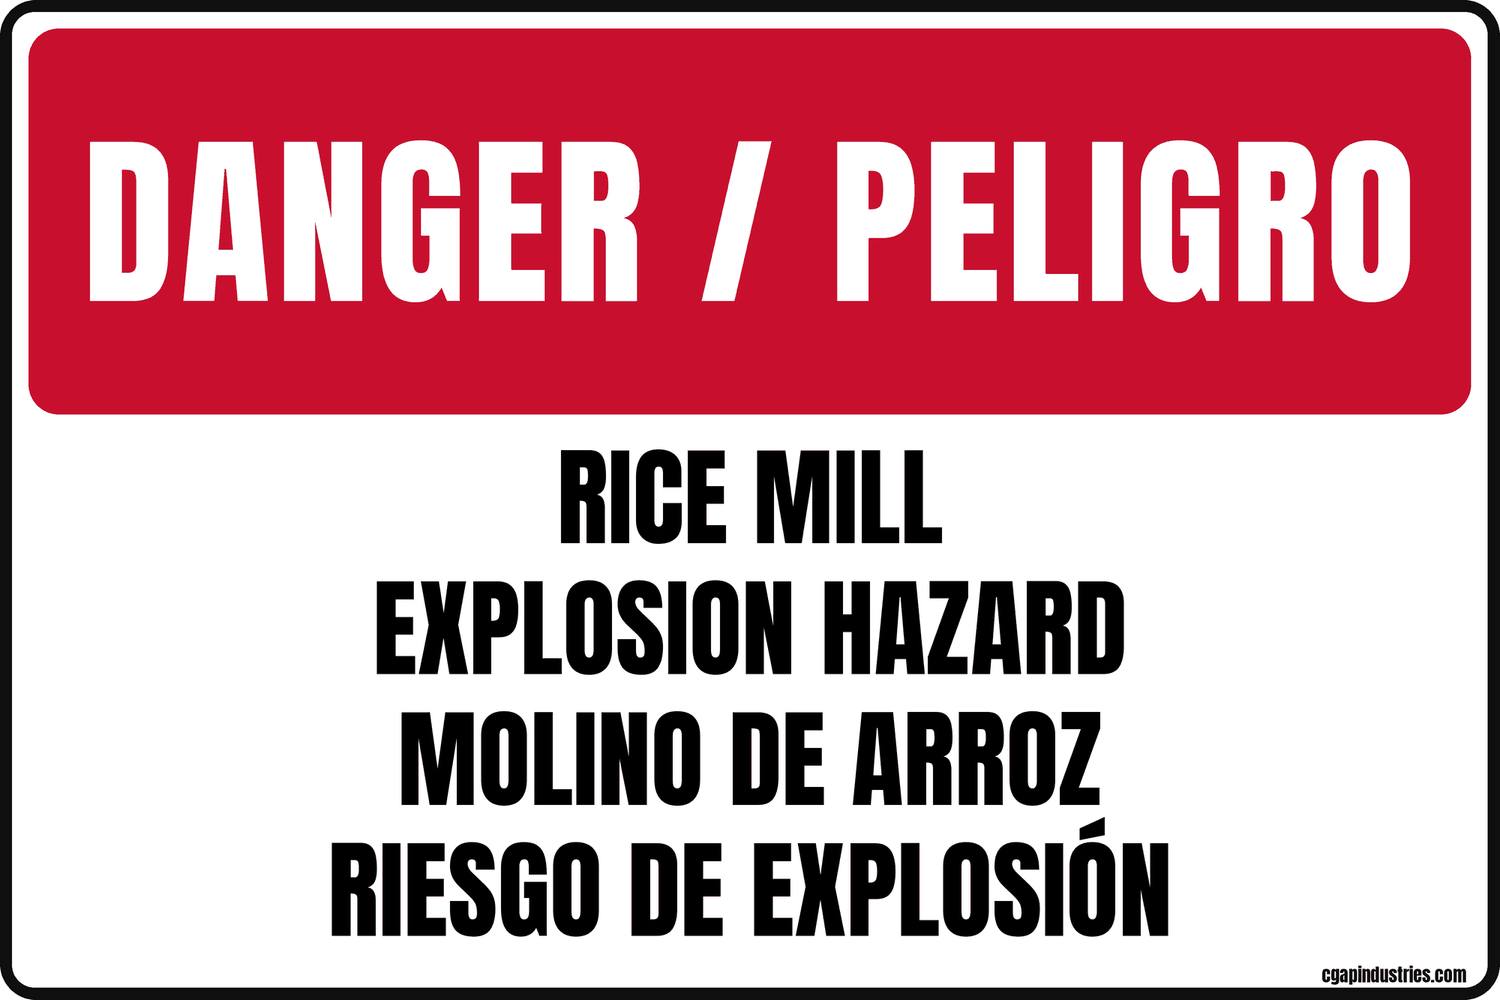 DANGER / PELIGRO
RICE MILL
EXPLOSION HAZARD
MOLINO DE ARROZ
RIESGO DE EXPLOSIÓN
cgapindustries.com